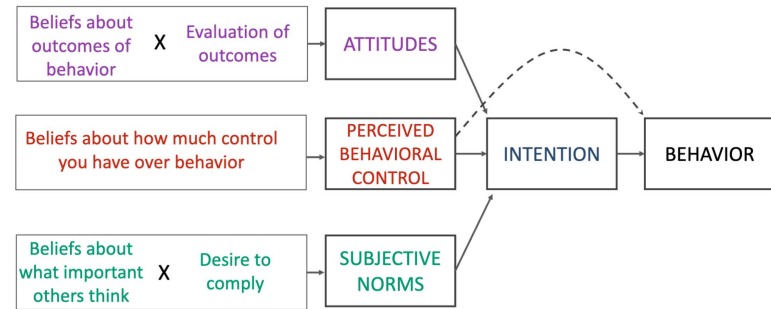 Beliefs about
outcomes of
behavior
X
Evaluation of
outcomes
ATTITUDES
Beliefs about how much control
you have over behavior
PERCEIVED
BEHAVIORAL
CONTROL
INTENTION
BEHAVIOR
Beliefs about
what important
others think
X
Desire to
comply
SUBJECTIVE
NORMS